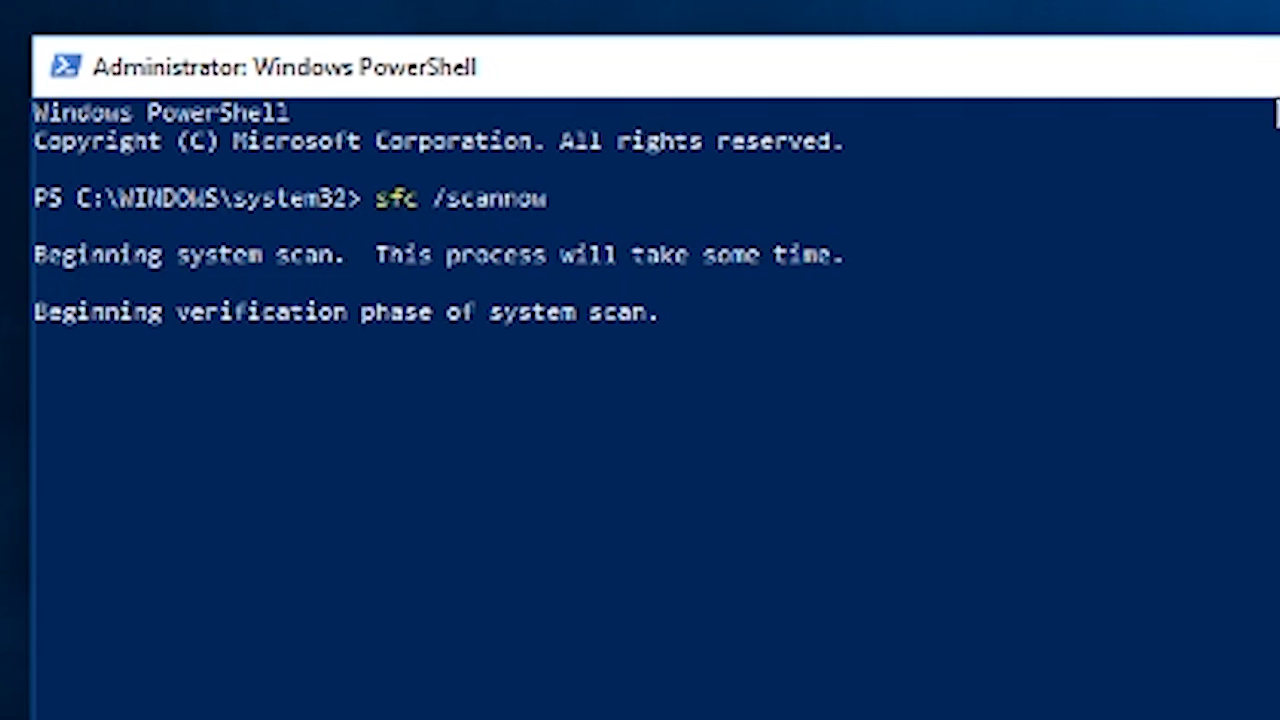 Administrator: Windows PowerShell
Windows PowerShell
Copyright (C) Microsoft Corporation. All rights reserved.
PS C:\WINDOWS\system32> sfc /scannow
Beginning system scan.  This process will take some time.
Beginning verification phase of system scan.